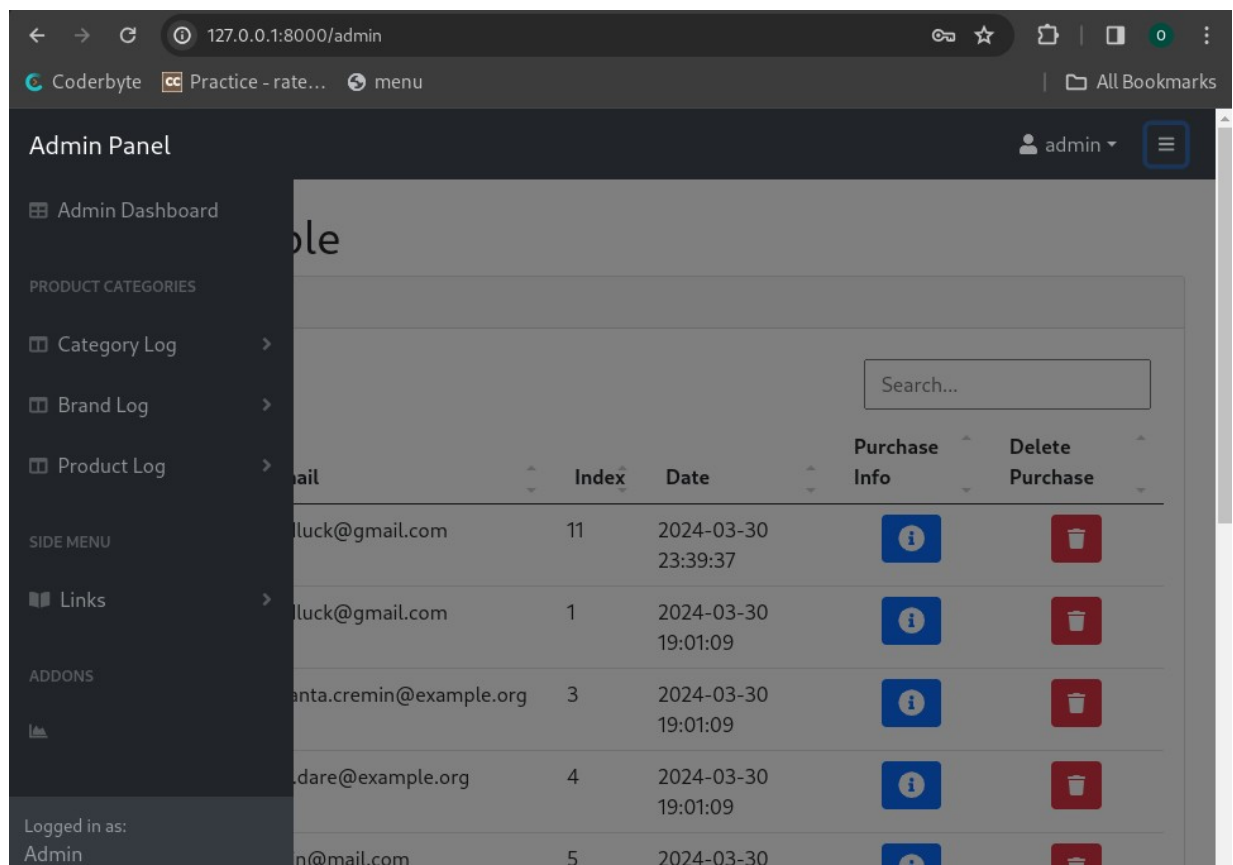 127.0.0.1:8000/admin
Coderbyte
Practice - rate...
menu
All Bookmarks
Admin Panel
admin
Admin Dashboard
PRODUCT CATEGORIES
Category Log
Brand Log
Product Log
SIDE MENU
Links
ADDONS
Logged in as:
Admin
ble
Search...
ail Index Date Purchase Info Delete Purchase
lluck@gmail.com 11 2024-03-30
23:39:37
lluck@gmail.com 1 2024-03-30
19:01:09
anta.cremin@example.org 3 2024-03-30
19:01:09
.dare@example.org 4 2024-03-30
19:01:09
n@mail.com 5 2024-03-30